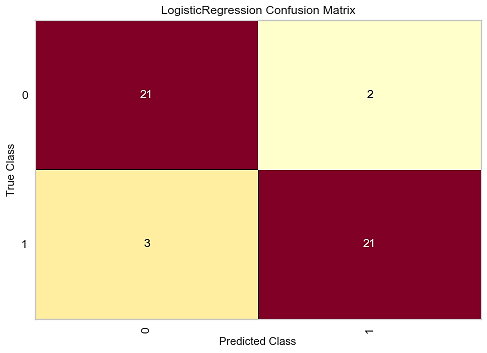 LogisticRegression Confusion Matrix
True Class
0
21
2
1
3
21
0
1
Predicted Class